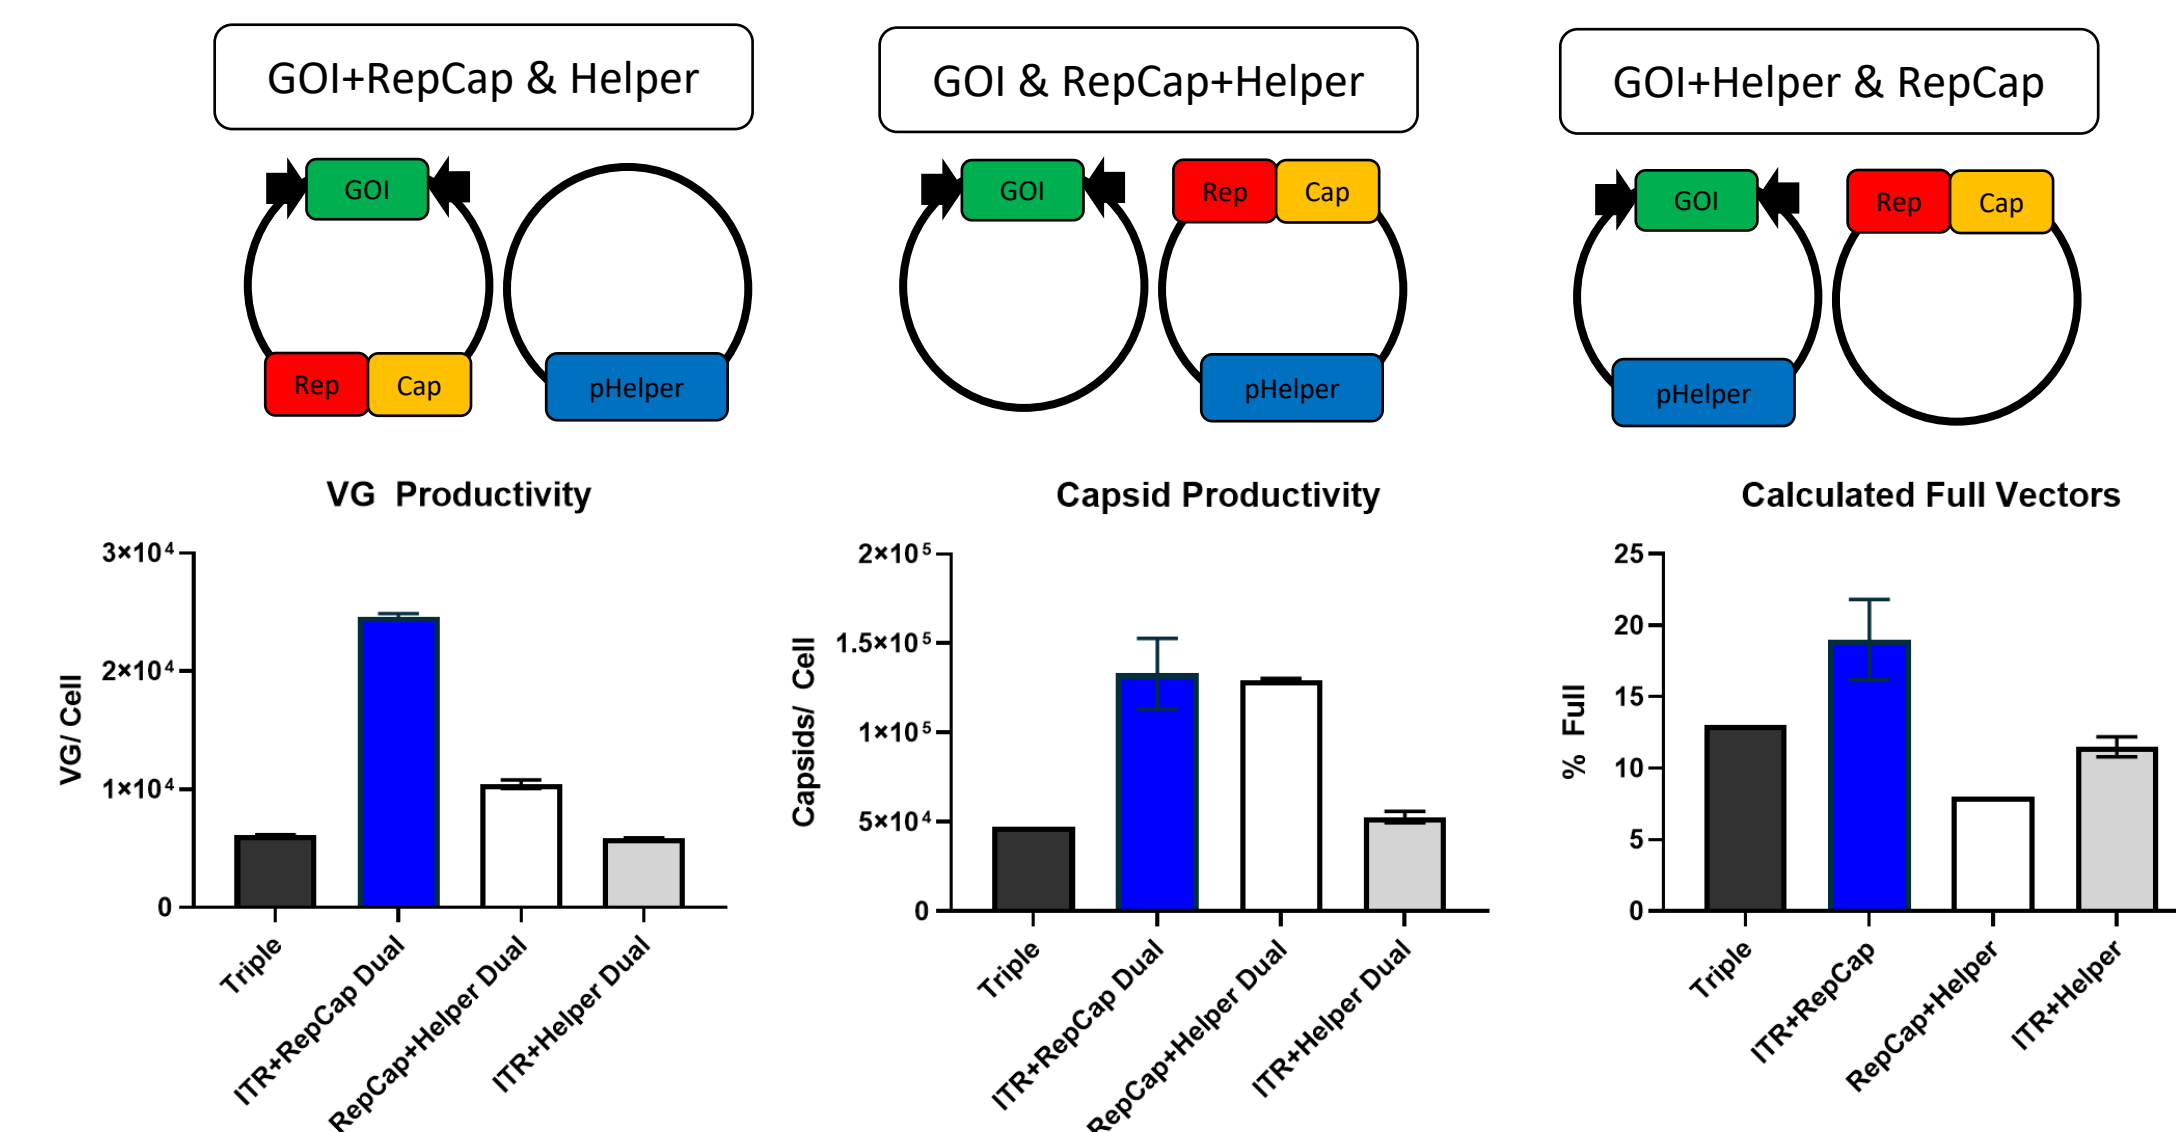 GOI+RepCap & Helper
GOI & RepCap+Helper
GOI+Helper & RepCap
GOI
Rep
Cap
pHelper
GOI
Rep
Cap
pHelper
GOI
Rep
Cap
pHelper
VG Productivity
VG/ Cell
3×10⁴
2×10⁴
1×10⁴
0
Triple
ITR+RepCap Dual
RepCap+Helper Dual
ITR+Helper Dual
Capsid Productivity
Capsids/ Cell
2×10⁵
1.5×10⁵
1×10⁵
5×10⁴
0
Triple
ITR+RepCap Dual
RepCap+Helper Dual
ITR+Helper Dual
Calculated Full Vectors
% Full
25
20
15
10
5
0
Triple
ITR+RepCap
RepCap+Helper
ITR+Helper